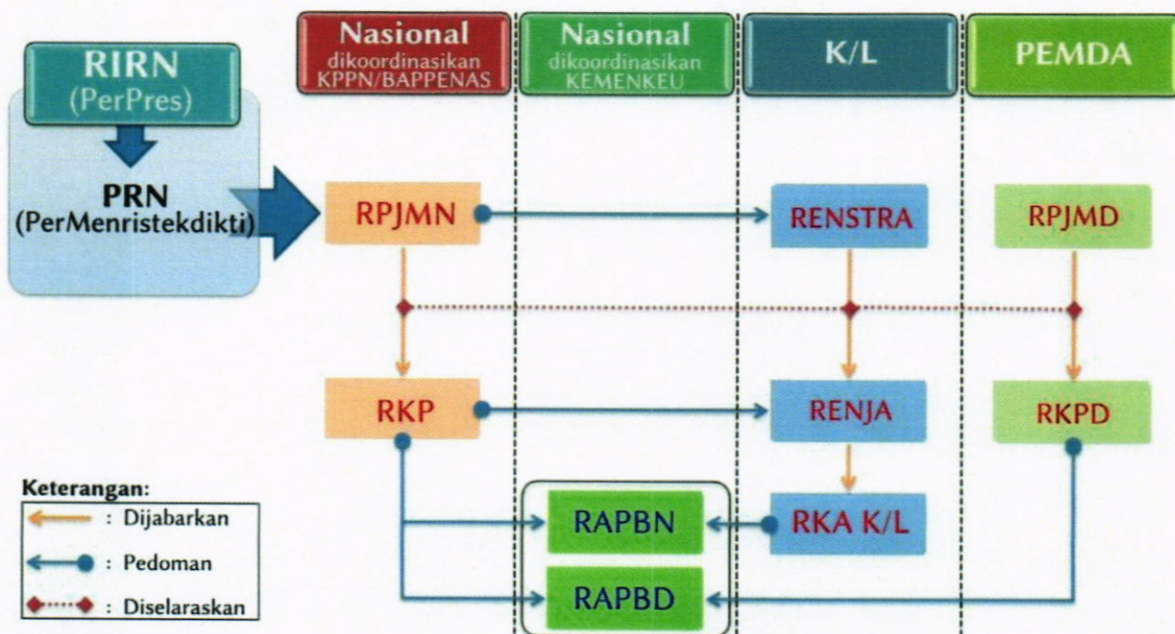 RIRN
(PerPres)
PRN
(PerMenristekdikti)
Nasional
dikoordinasikan
KPPN/BAPPENAS
Nasional
dikoordinasikan
KEMENKEU
K/L
PEMDA
RPJMN
RENSTRA
RPJMD
RKP
RENJA
RKPD
RAPBN
RKA K/L
RAPBD
Keterangan:
: Dijabarkan
: Pedoman
: Diselaraskan